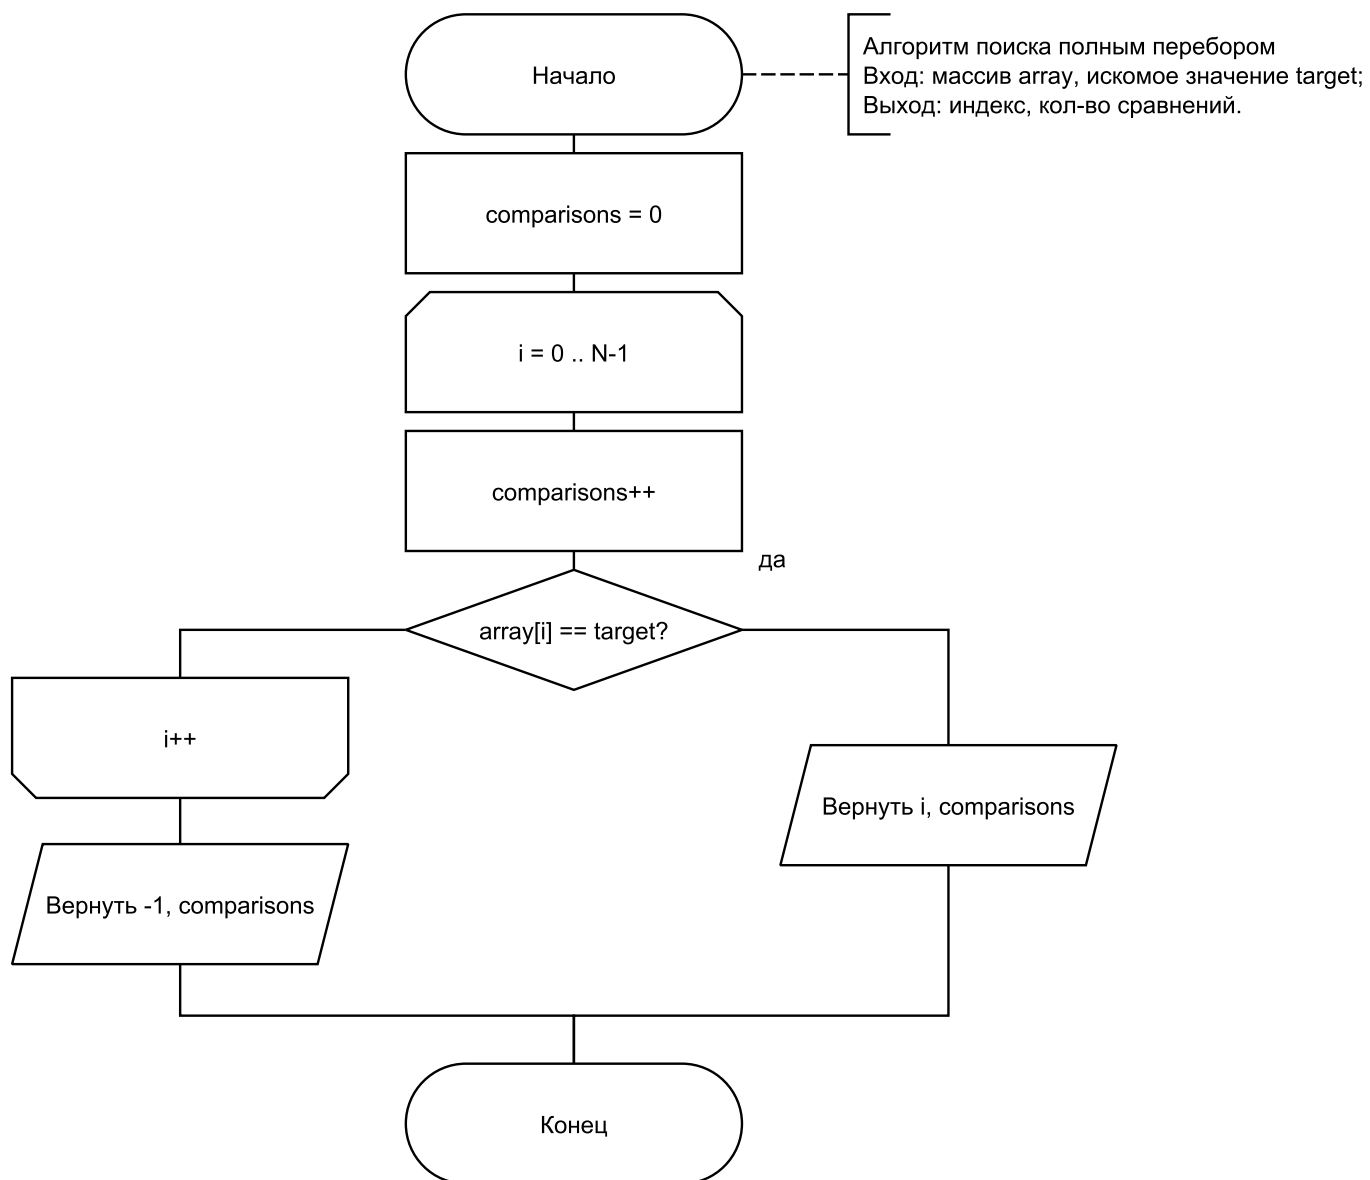 Начало
Алгоритм поиска полным перебором
Вход: массив array, искомое значение target;
Выход: индекс, кол-во сравнений.
comparisons = 0
i = 0 .. N-1
comparisons++
да
array[i] == target?
i++
Вернуть i, comparisons
Вернуть -1, comparisons
Конец